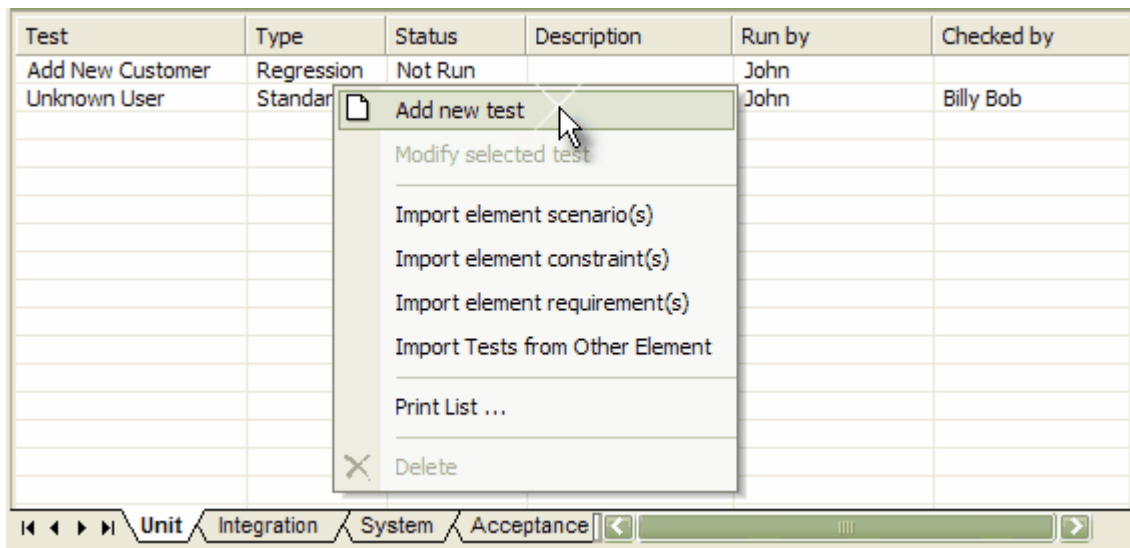 Test Type Status Description Run by Checked by
Add New Customer Regression Not Run John
Unknown User Standar John Billy Bob
Add new test
Modify selected test
Import element scenario(s)
Import element constraint(s)
Import element requirement(s)
Import Tests from Other Element
Print List ...
Delete
Unit Integration System Acceptance